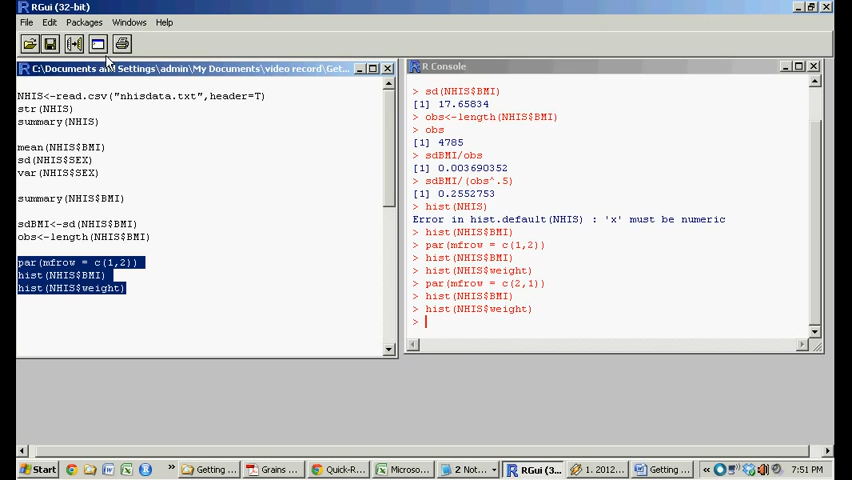 RGui (32-bit)
File Edit Packages Windows Help
C:\Documents and Settings\admin\My Documents\video record\Get...
NHIS<-read.csv("nhisdata.txt",header=T)
str(NHIS)
summary(NHIS)
mean(NHIS$BMI)
sd(NHIS$SEX)
var(NHIS$SEX)
summary(NHIS$BMI)
sdBMI<-sd(NHIS$BMI)
obs<-length(NHIS$BMI)
par(mfrow = c(1,2))
hist(NHIS$BMI)
hist(NHIS$weight)
R Console
> sd(NHIS$BMI)
[1] 17.65834
> obs<-length(NHIS$BMI)
> obs
[1] 4785
> sdBMI/obs
[1] 0.003690352
> sdBMI/(obs^.5)
[1] 0.2552753
> hist(NHIS)
Error in hist.default(NHIS) : 'x' must be numeric
> hist(NHIS$BMI)
> par(mfrow = c(1,2))
> hist(NHIS$BMI)
> hist(NHIS$weight)
> par(mfrow = c(2,1))
> hist(NHIS$BMI)
> hist(NHIS$weight)
>
Start » Getting ... Grains ... Quick-R... Microso... 2 Not... RGui (3... 1. 2012... Getting ... « 7:51 PM